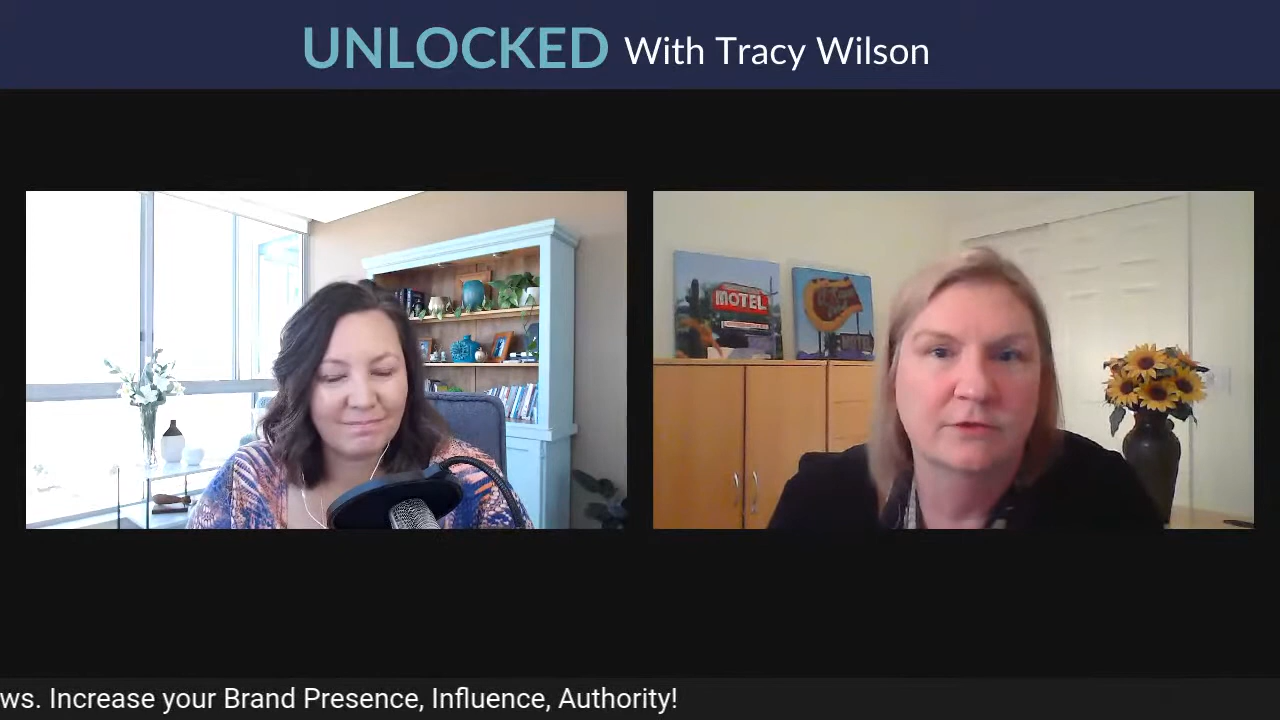 UNLOCKED With Tracy Wilson
MOTEL
ws. Increase your Brand Presence, Influence, Authority!